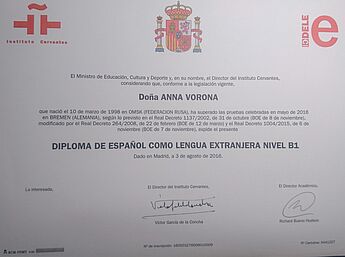 Instituto Cervantes
DELE
El Ministro de Educación, Cultura y Deporte y, en su nombre, el Director del Instituto Cervantes,
considerando que, conforme a la legislación vigente,
Doña ANNA VORONA
que nació el 10 de marzo de 1998 en OMSK (FEDERACIÓN RUSA), ha superado las pruebas celebradas en mayo de 2016
en BREMEN (ALEMANIA), según lo previsto en el Real Decreto 1137/2002, de 31 de octubre (BOE de 8 de noviembre),
modificado por el Real Decreto 264/2008, de 22 de febrero (BOE de 12 de marzo) y el Real Decreto 1004/2015, de 6 de
noviembre (BOE de 7 de noviembre), expide el presente
DIPLOMA DE ESPAÑOL COMO LENGUA EXTRANJERA NIVEL B1
Dado en Madrid, a 3 de agosto de 2016.
La interesada,
El Director del Instituto Cervantes,
El Director Académico,
Víctor García de la Concha
Richard Bueno Hudson
Nº de inscripción